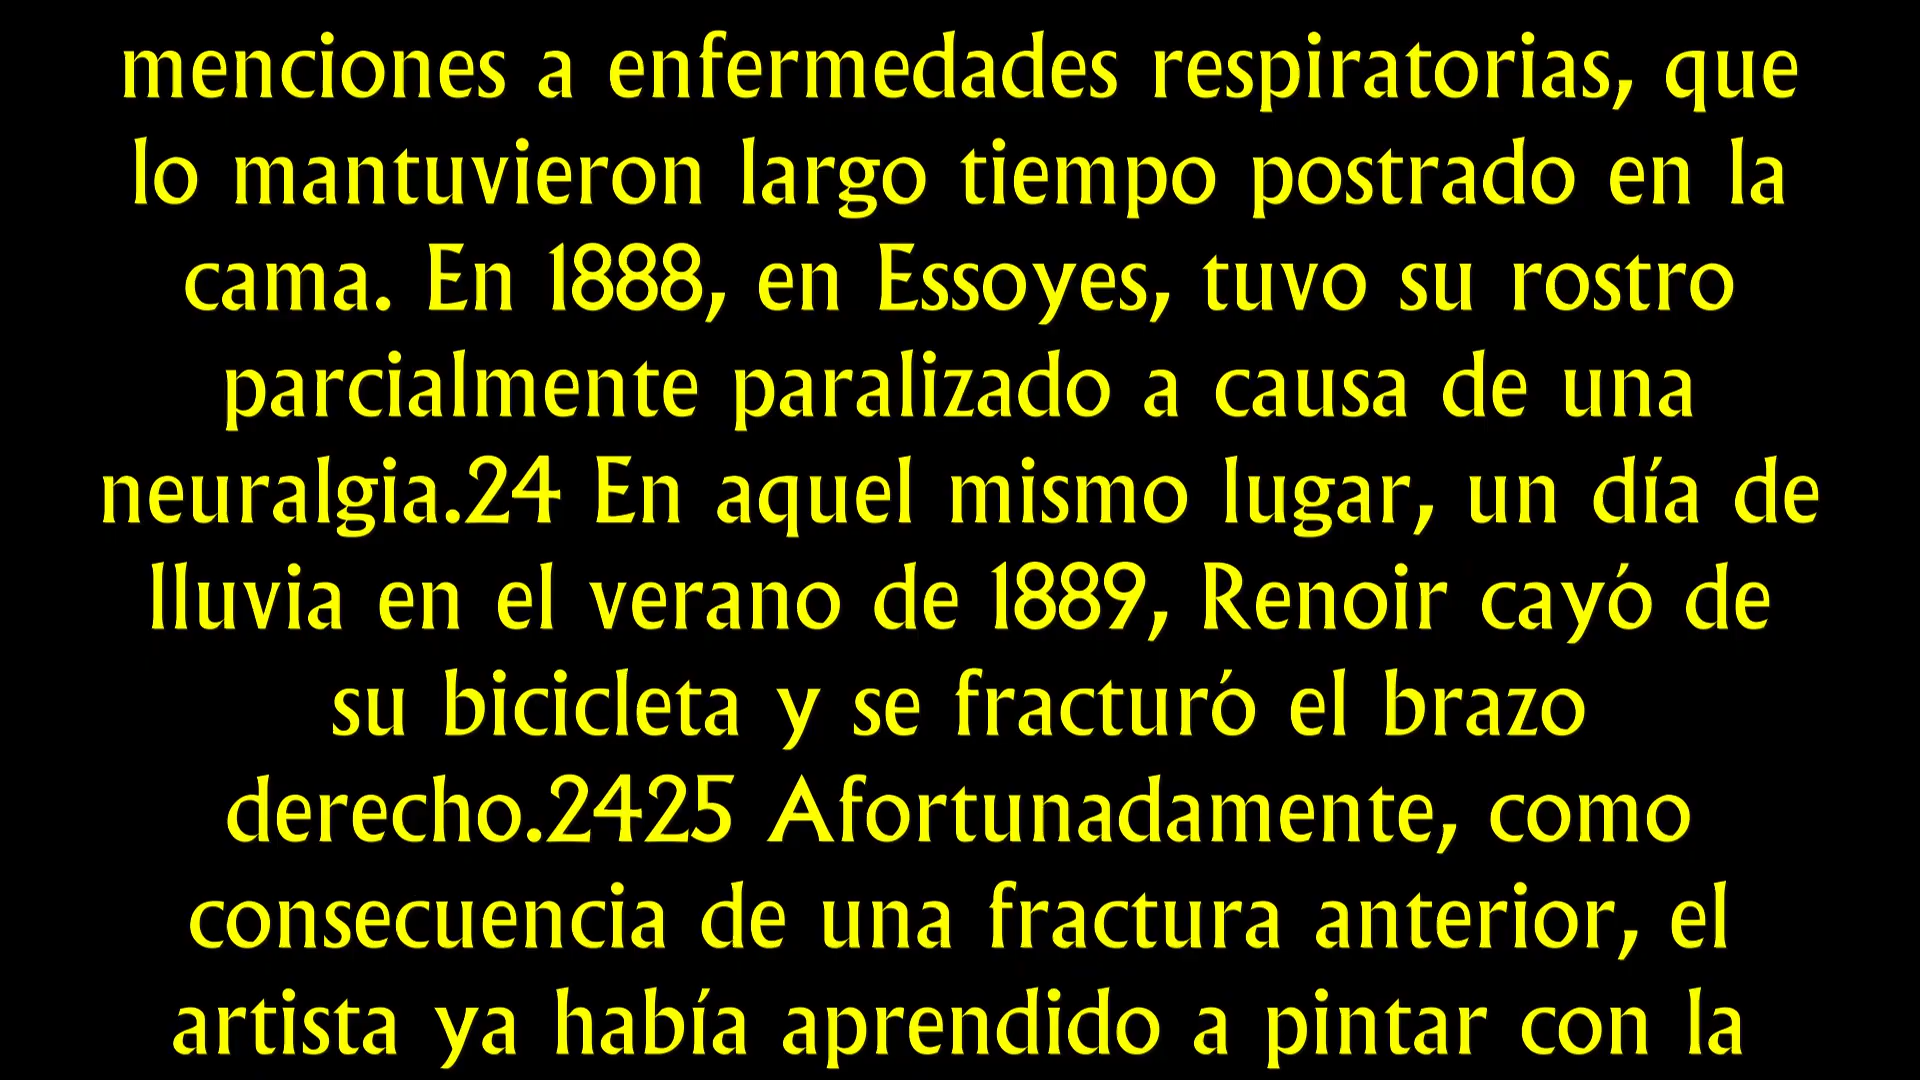 menciones a enfermedades respiratorias, que
lo mantuvieron largo tiempo postrado en la
cama. En 1888, en Essoyes, tuvo su rostro
parcialmente paralizado a causa de una
neuralgia.24 En aquel mismo lugar, un día de
lluvia en el verano de 1889, Renoir cayó de
su bicicleta y se fracturó el brazo
derecho.2425 Afortunadamente, como
consecuencia de una fractura anterior, el
artista ya había aprendido a pintar con la